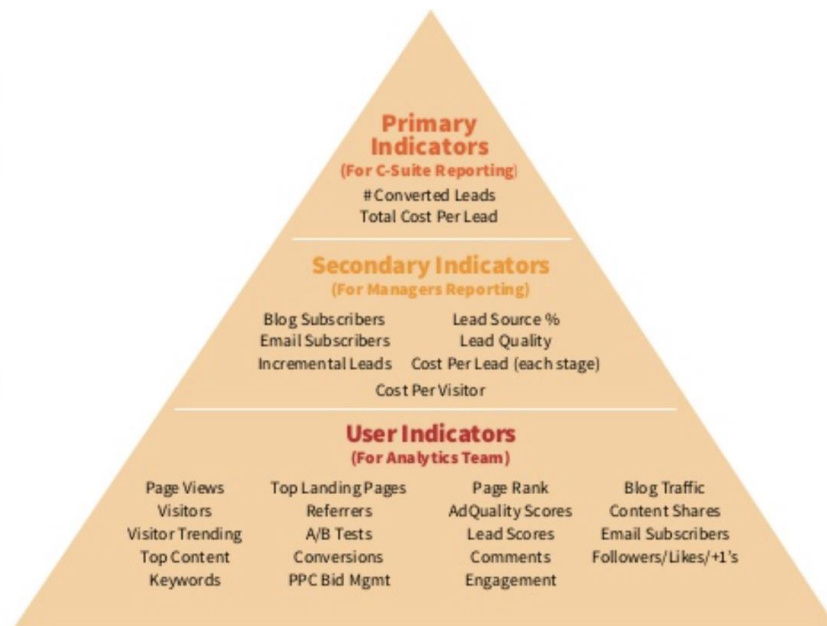 Primary
Indicators
(For C-Suite Reporting)
# Converted Leads
Total Cost Per Lead
Secondary Indicators
(For Managers Reporting)
Blog Subscribers Lead Source %
Email Subscribers Lead Quality
Incremental Leads Cost Per Lead (each stage)
Cost Per Visitor
User Indicators
(For Analytics Team)
Page Views Top Landing Pages Page Rank Blog Traffic
Visitors Referrers AdQuality Scores Content Shares
Visitor Trending A/B Tests Lead Scores Email Subscribers
Top Content Conversions Comments Followers/Likes/+1's
Keywords PPC Bid Mgmt Engagement